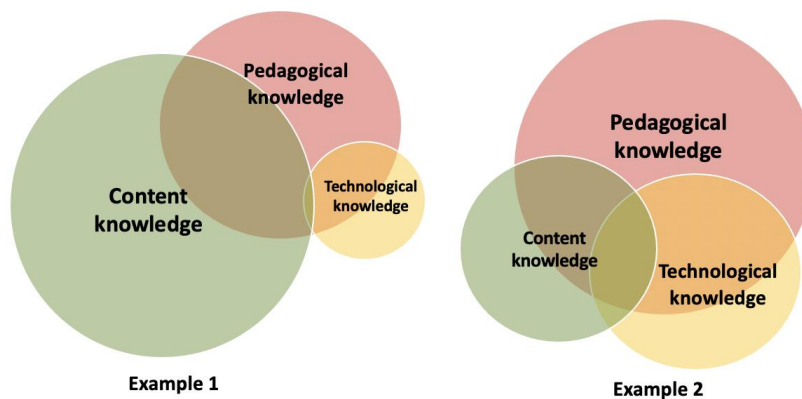 Pedagogical
knowledge
Technological
knowledge
Content
knowledge
Example 1
Pedagogical
knowledge
Content
knowledge
Technological
knowledge
Example 2